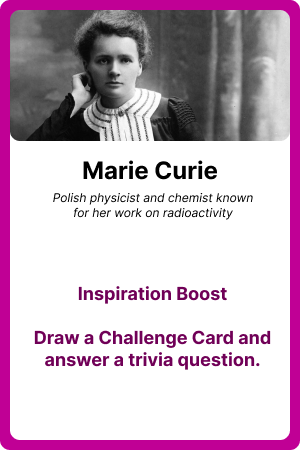 Marie Curie
Polish physicist and chemist known
for her work on radioactivity
Inspiration Boost
Draw a Challenge Card and
answer a trivia question.